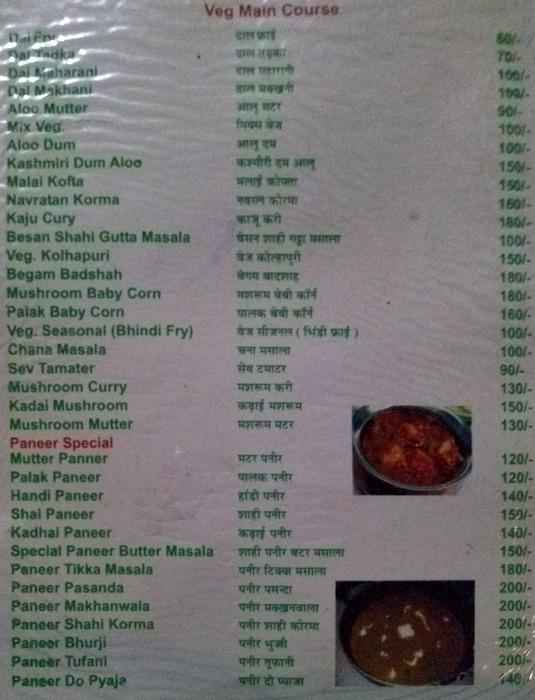 Veg Main Course
Dal Fry दाल फ्राई 60/-
Dal Tadka दाल तड़का 70/-
Dal Maharani दाल महारानी 100/-
Dal Makhani दाल मक्खनी 100/-
Aloo Mutter आलू मटर 90/-
Mix Veg. मिक्स वेज 100/-
Aloo Dum आलू दम 100/-
Kashmiri Dum Aloo कश्मीरी दम आलू 150/-
Malai Kofta मलाई कोफ्ता 150/-
Navratan Korma नवरत्न कोरमा 160/-
Kaju Cury काजू करी 180/-
Besan Shahi Gutta Masala बेसन शाही गट्टा मसाला 100/-
Veg. Kolhapuri वेज कोल्हापुरी 150/-
Begam Badshah बेगम बादशाह 180/-
Mushroom Baby Corn मशरूम बेबी कॉर्न 180/-
Palak Baby Corn पालक बेबी कॉर्न 160/-
Veg. Seasonal (Bhindi Fry) वेज सीजनल ( भिंडी फ्राई ) 100/-
Chana Masala चना मसाला 100/-
Sev Tamater सेव टमाटर 90/-
Mushroom Curry मशरूम करी 130/-
Kadai Mushroom कड़ाई मशरूम 150/-
Mushroom Mutter मशरूम मटर 130/-
Paneer Special
Mutter Panner मटर पनीर 120/-
Palak Paneer पालक पनीर 120/-
Handi Paneer हांडी पनीर 140/-
Shai Paneer शाही पनीर 150/-
Kadhai Paneer कड़ाई पनीर 140/-
Special Paneer Butter Masala शाही पनीर बटर मसाला 150/-
Paneer Tikka Masala पनीर टिक्का मसाला 180/-
Paneer Pasanda पनीर पसन्दा 200/-
Paneer Makhanwala पनीर मक्खनवाला 200/-
Paneer Shahi Korma पनीर शाही कोरमा 200/-
Paneer Bhurji पनीर भुर्जी 200/-
Paneer Tufani पनीर तूफानी 200/-
Paneer Do Pyaja पनीर दो प्याजा 140/-